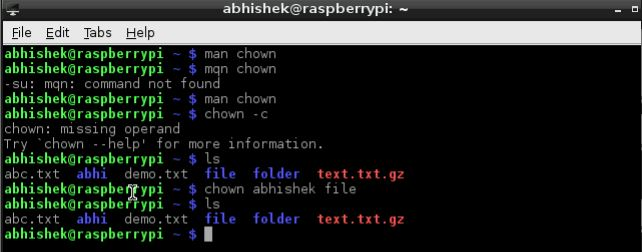 abhishek@raspberrypi: ~
File Edit Tabs Help
abhishek@raspberrypi ~ $ man chown
abhishek@raspberrypi ~ $ mqn chown
-su: mqn: command not found
abhishek@raspberrypi ~ $ man chown
abhishek@raspberrypi ~ $ chown -c
chown: missing operand
Try `chown --help' for more information.
abhishek@raspberrypi ~ $ ls
abc.txt abhi demo.txt file folder text.txt.gz
abhishek@raspberrypi ~ $ chown abhishek file
abhishek@raspberrypi ~ $ ls
abc.txt abhi demo.txt file folder text.txt.gz
abhishek@raspberrypi ~ $